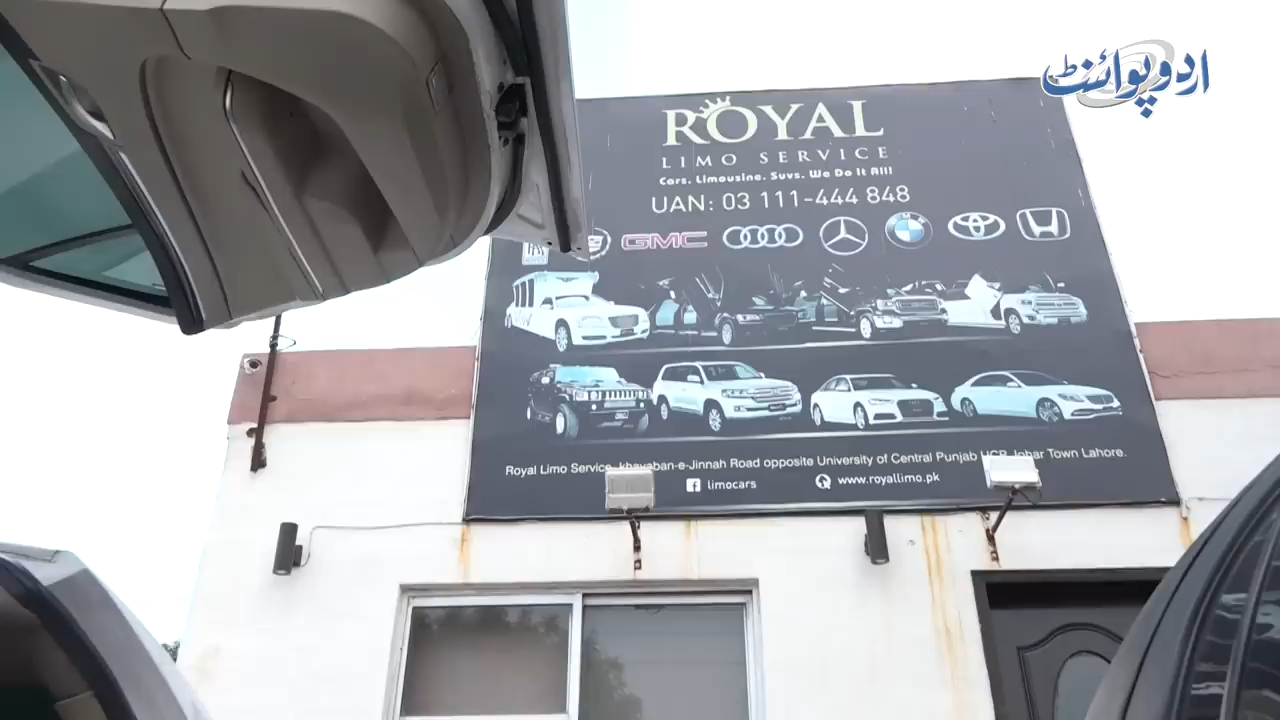 اردو پوائنٹ
ROYAL
LIMO SERVICE
Cars. Limousine. Suvs. We Do It All!
UAN: 03 111-444 848
GMC
BMW
Royal Limo Service, khayaban-e-Jinnah Road opposite University of Central Punjab UCP Johar Town Lahore.
limocars
www.royallimo.pk